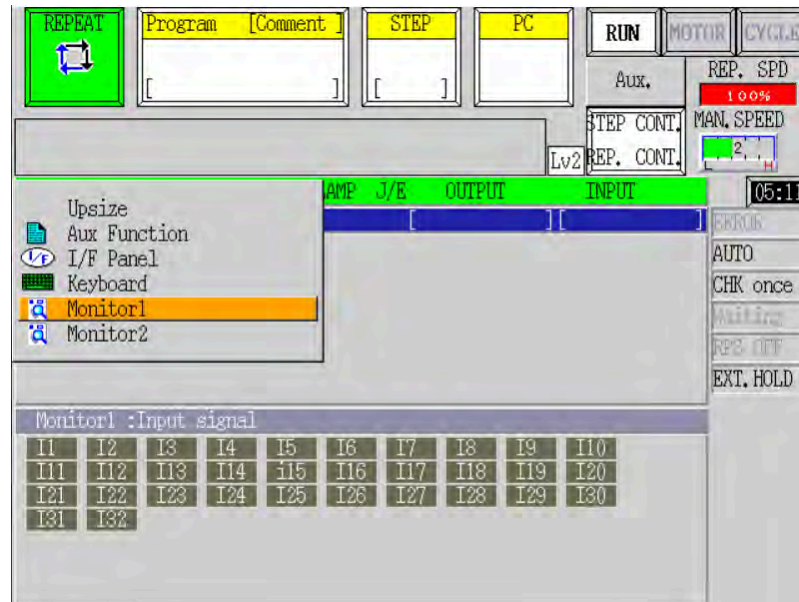 REPEAT Program [Comment ] STEP PC RUN MOTOR CYCLE
[ ] [ ] Aux. REP. SPD
100%
STEP CONT. MAN. SPEED
Lv2 REP. CONT. 2
L H
AMP J/E OUTPUT INPUT 05:11
[ ][ ] ERROR
Upsize
Aux Function AUTO
I/F I/F Panel
Keyboard CHK once
Monitor1 Waiting
Monitor2 RPS OFF
EXT. HOLD
Monitor1 :Input signal
I1 I2 I3 I4 I5 I6 I7 I8 I9 I10
I11 I12 I13 I14 i15 I16 I17 I18 I19 I20
I21 I22 I23 I24 I25 I26 I27 I28 I29 I30
I31 I32